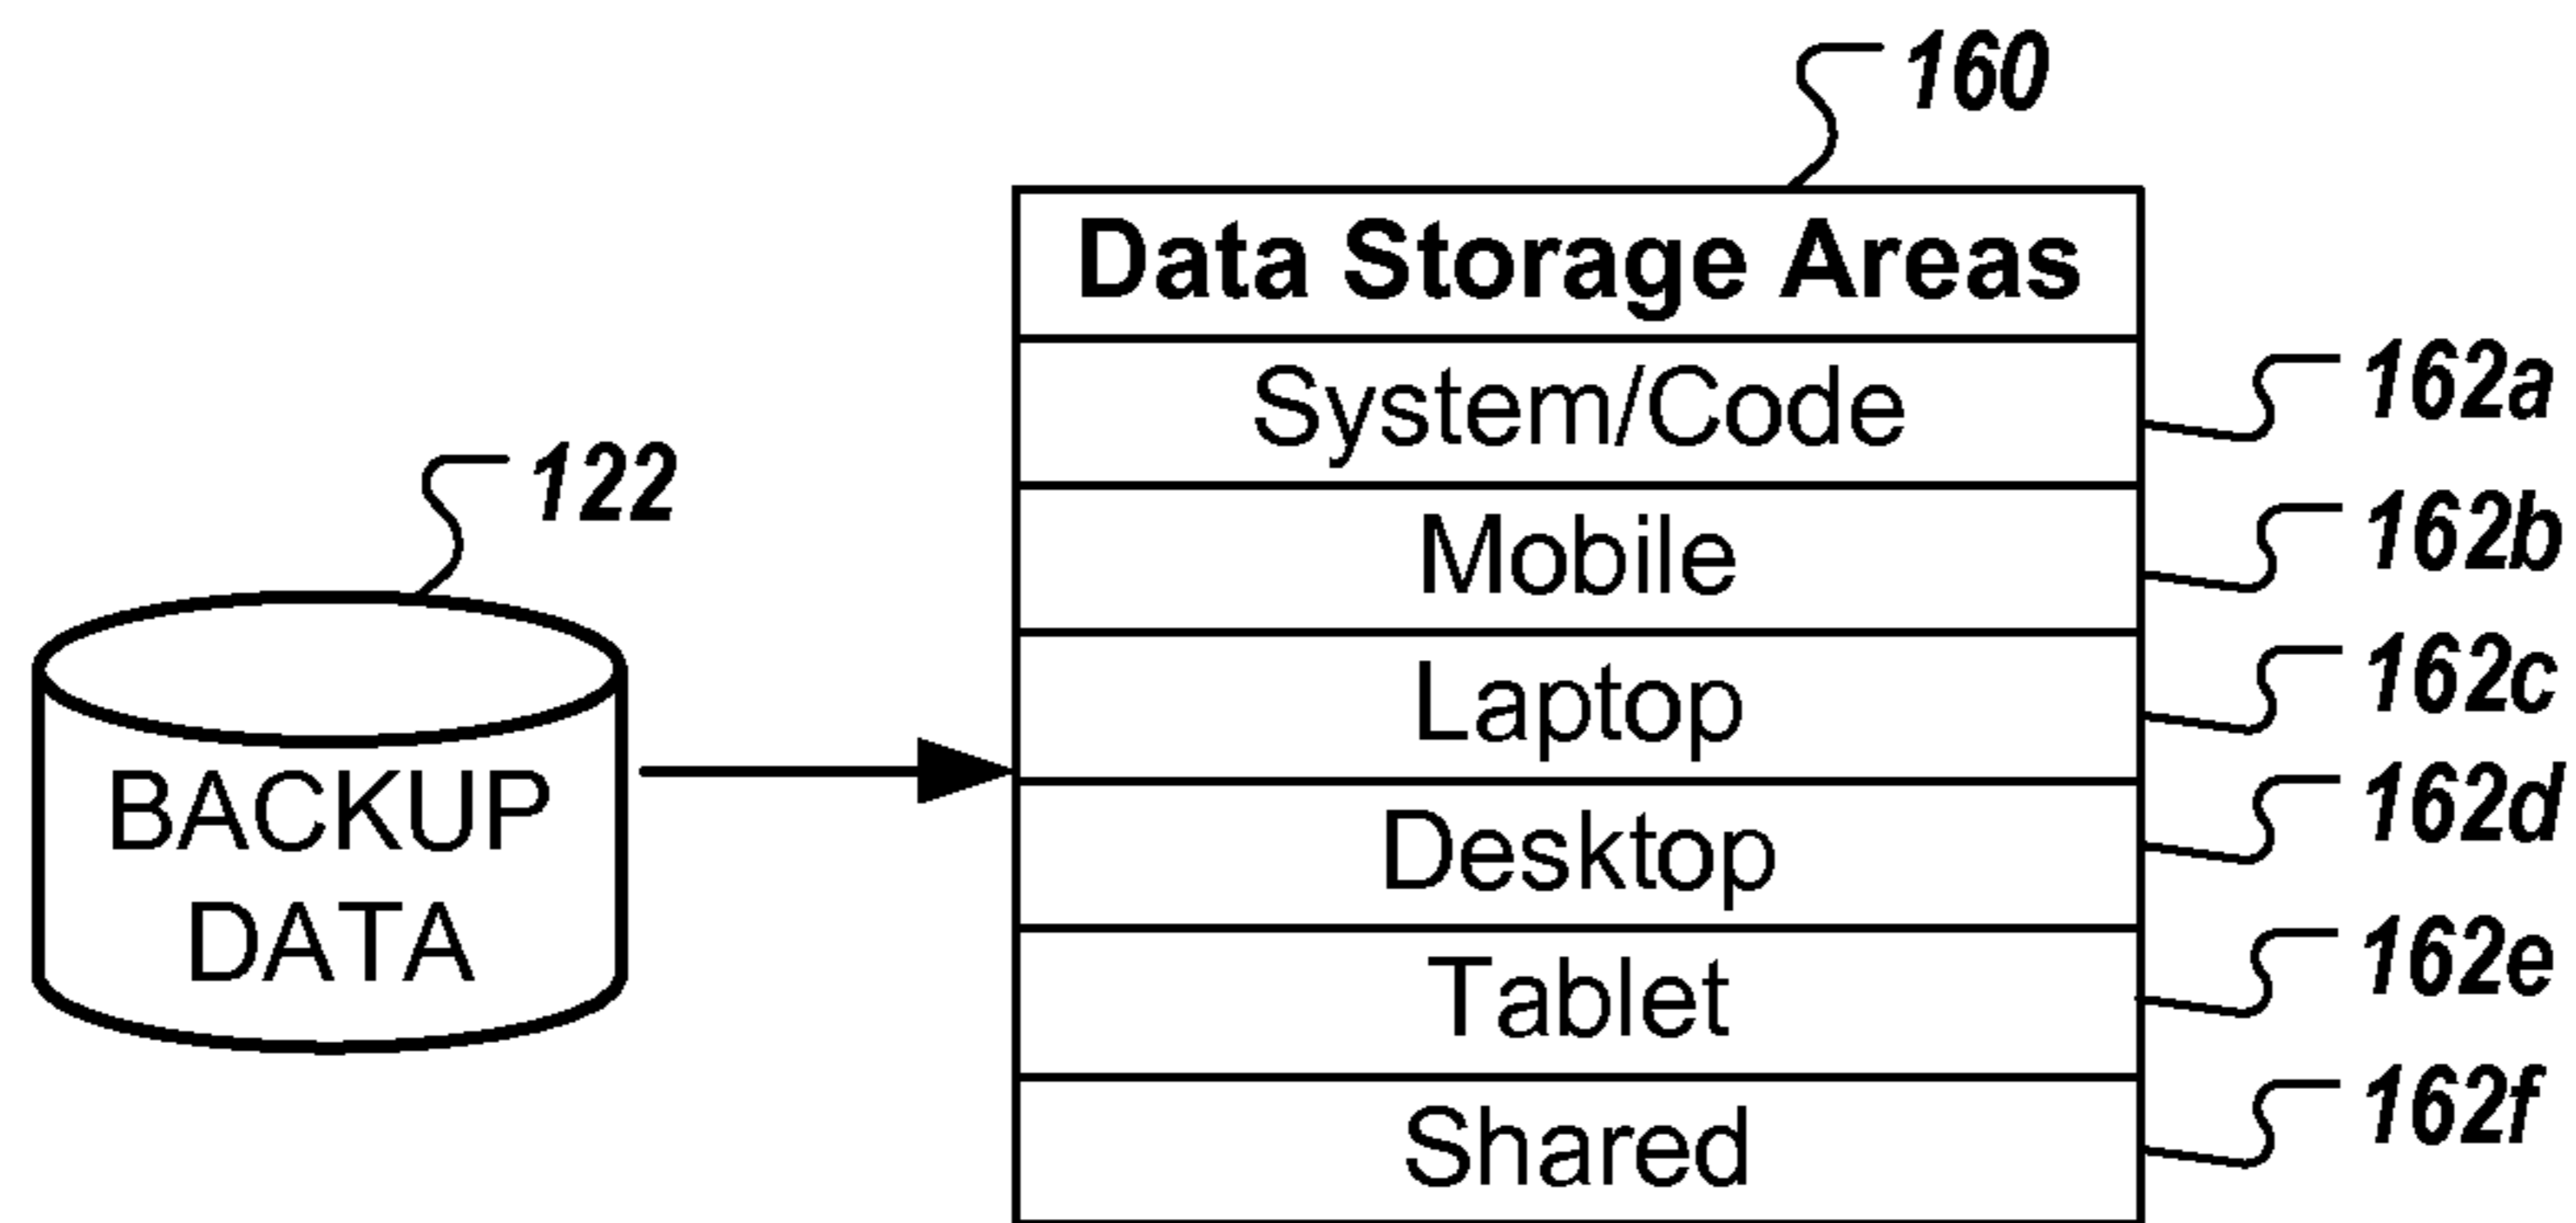 160
Data Storage Areas
System/Code
162a
Mobile
162b
Laptop
162c
Desktop
162d
Tablet
162e
Shared
162f
122
BACKUP
DATA